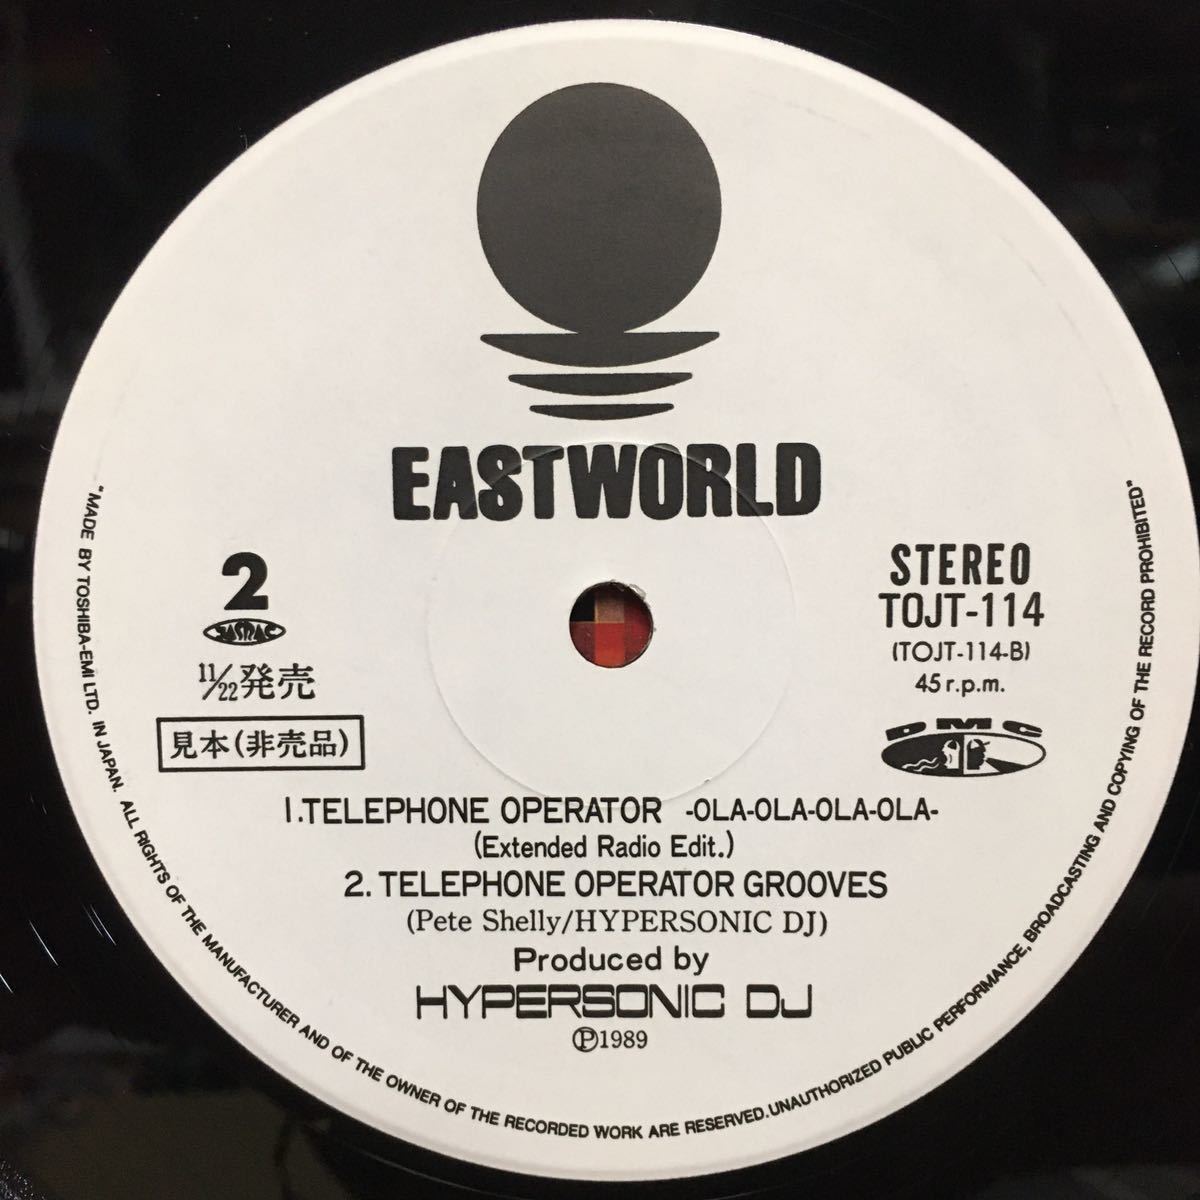 EASTWORLD
2
JASRAC
11/22発売
見本(非売品)
STEREO
TOJT-114
(TOJT-114-B)
45 r.p.m.
DMC
1.TELEPHONE OPERATOR -OLA-OLA-OLA-OLA-
(Extended Radio Edit.)
2. TELEPHONE OPERATOR GROOVES
(Pete Shelly/HYPERSONIC DJ)
Produced by
HYPERSONIC DJ
Ⓟ1989
"MADE BY TOSHIBA-EMI LTD. IN JAPAN. ALL RIGHTS OF THE MANUFACTURER AND OF THE OWNER OF THE RECORDED WORK ARE RESERVED. UNAUTHORIZED PUBLIC PERFORMANCE, BROADCASTING AND COPYING OF THE RECORD PROHIBITED"